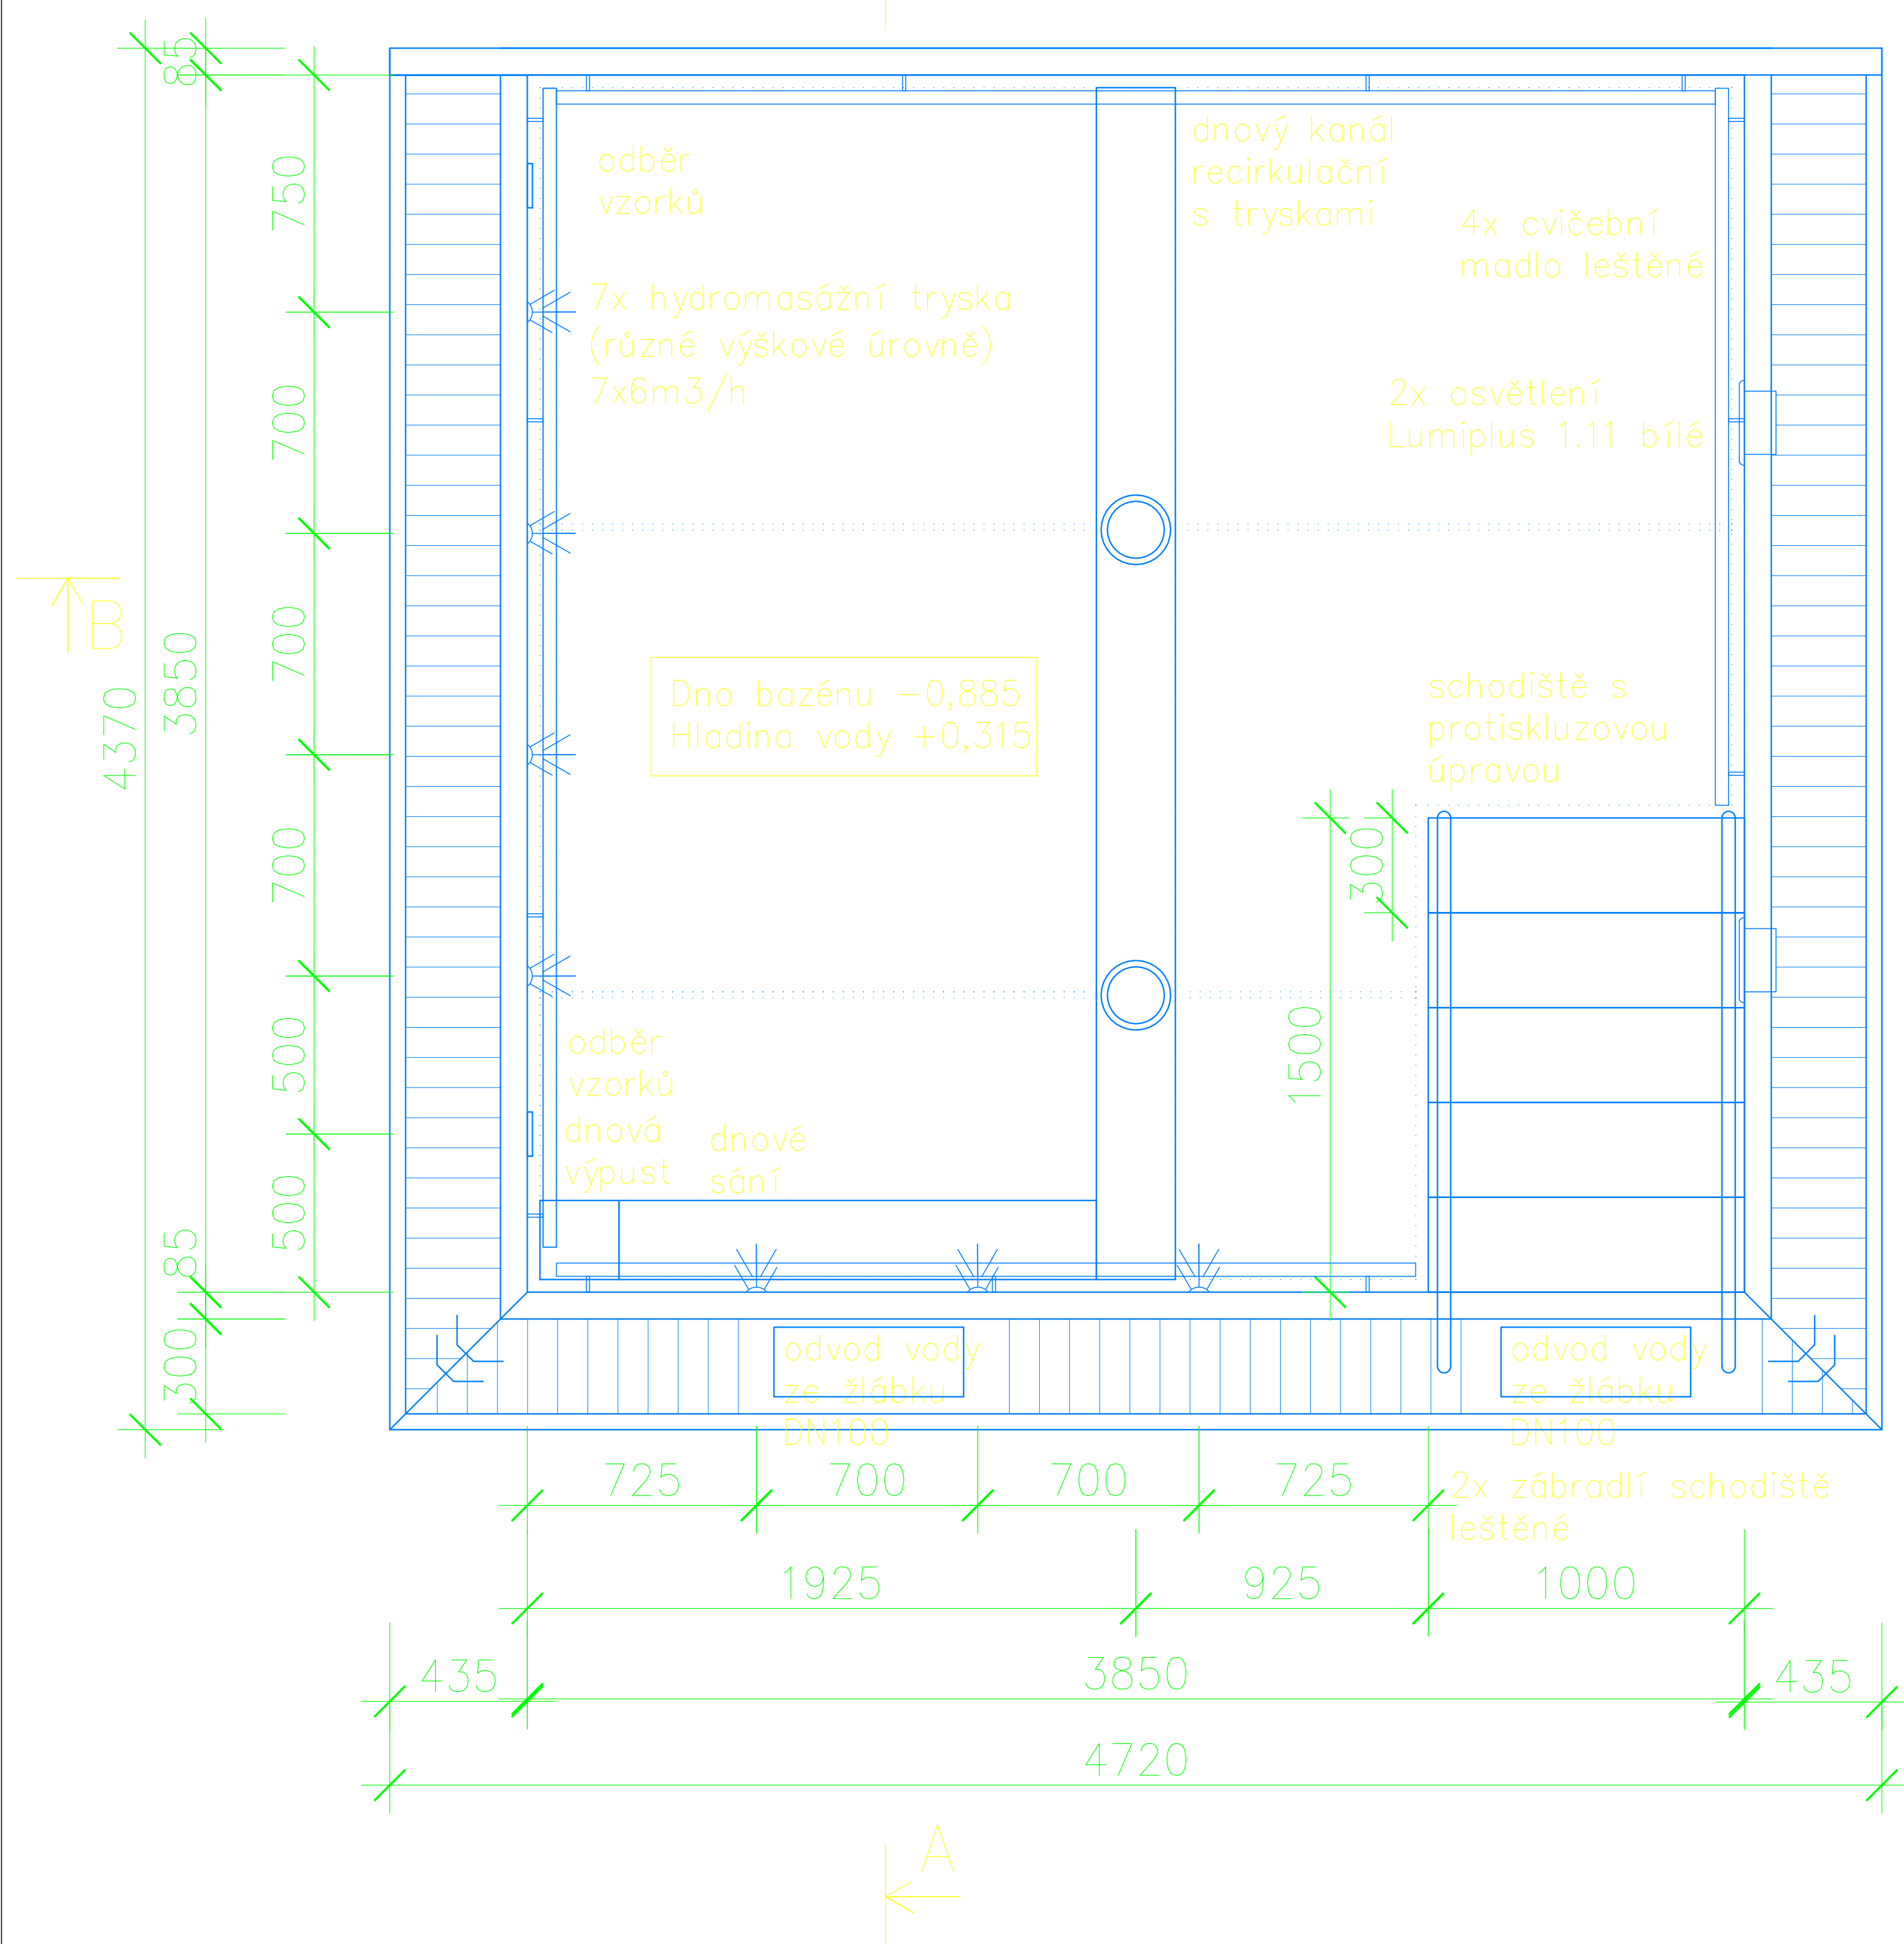 85
750
700
700
700
500
500
4370
3850
85
300
B
odběr
vzorků
7x hydromasážní tryska
(různé výškové úrovně)
7x6m3/h
dnový kanál
recirkulační
s tryskami
4x cvičební
madlo leštěné
2x osvětlení
Lumiplus 1.11 bílé
Dno bazénu −0,885
Hladina vody +0,315
schodiště s
protiskluzovou
úpravou
300
1500
odběr
vzorků
dnová
výpust
dnové
sání
odvod vody
ze žlábku
DN100
odvod vody
ze žlábku
DN100
2x zábradlí schodiště
leštěné
725
700
700
725
1925
925
1000
435
3850
435
4720
A